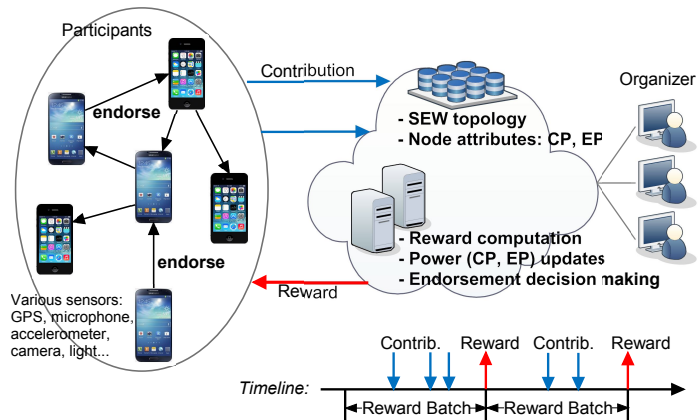 Participants
endorse
endorse
Various sensors:
GPS, microphone,
accelerometer,
camera, light...
Contribution
- SEW topology
- Node attributes: CP, EP
- Reward computation
- Power (CP, EP) updates
- Endorsement decision making
Reward
Organizer
Contrib.
Reward
Contrib.
Reward
Timeline:
Reward Batch
Reward Batch